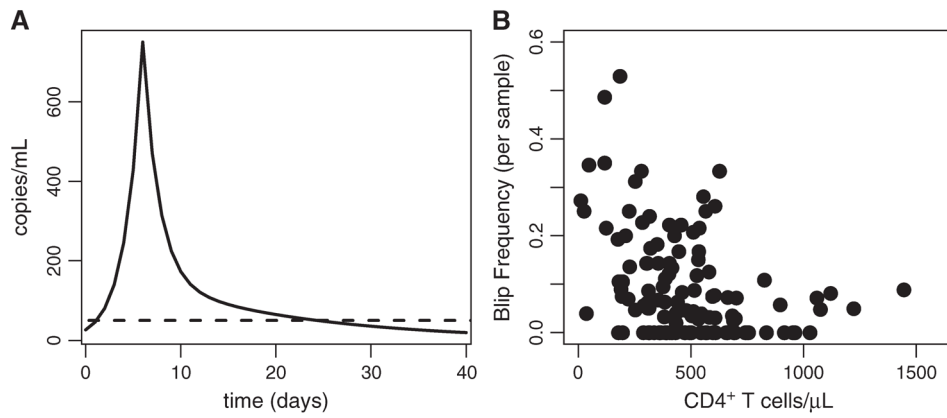 A
copies/mL
600
400
200
0
0 10 20 30 40
time (days)
B
Blip Frequency (per sample)
0.6
0.4
0.2
0.0
0 500 1000 1500
CD4⁺ T cells/μL